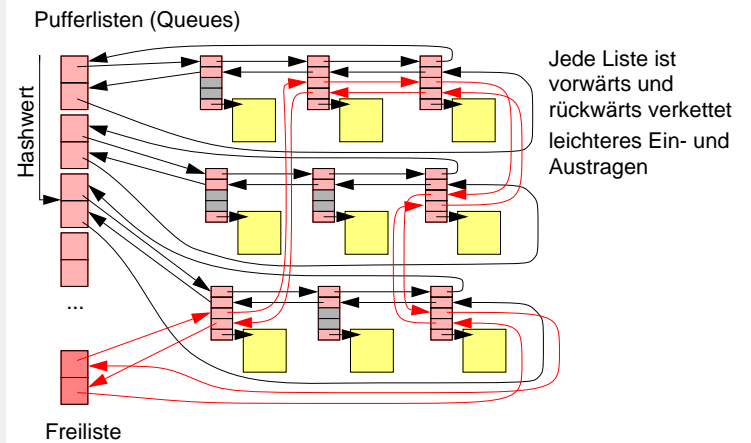 Pufferlisten (Queues)
Hashwert
Jede Liste ist
vorwärts und
rückwärts verkettet
leichteres Ein- und
Austragen
...
Freiliste